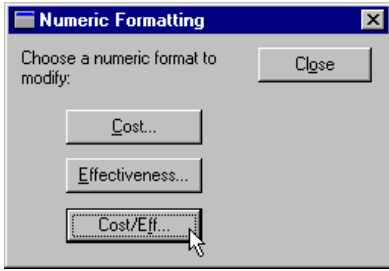 Numeric Formatting
Choose a numeric format to
modify:
Close
Cost...
Effectiveness...
Cost/Eff...